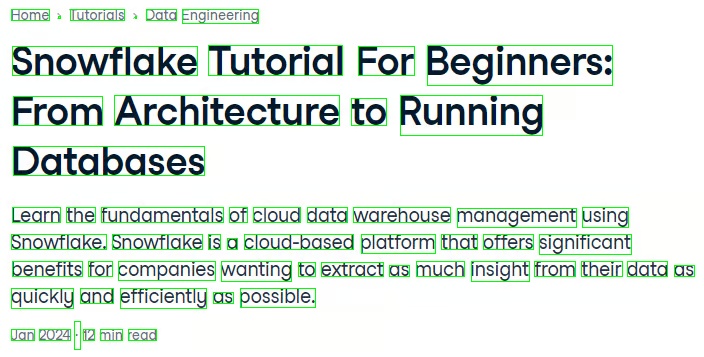 Home › Tutorials › Data Engineering
Snowflake Tutorial For Beginners:
From Architecture to Running
Databases
Learn the fundamentals of cloud data warehouse management using
Snowflake. Snowflake is a cloud-based platform that offers significant
benefits for companies wanting to extract as much insight from their data as
quickly and efficiently as possible.
Jan 2024 · 12 min read